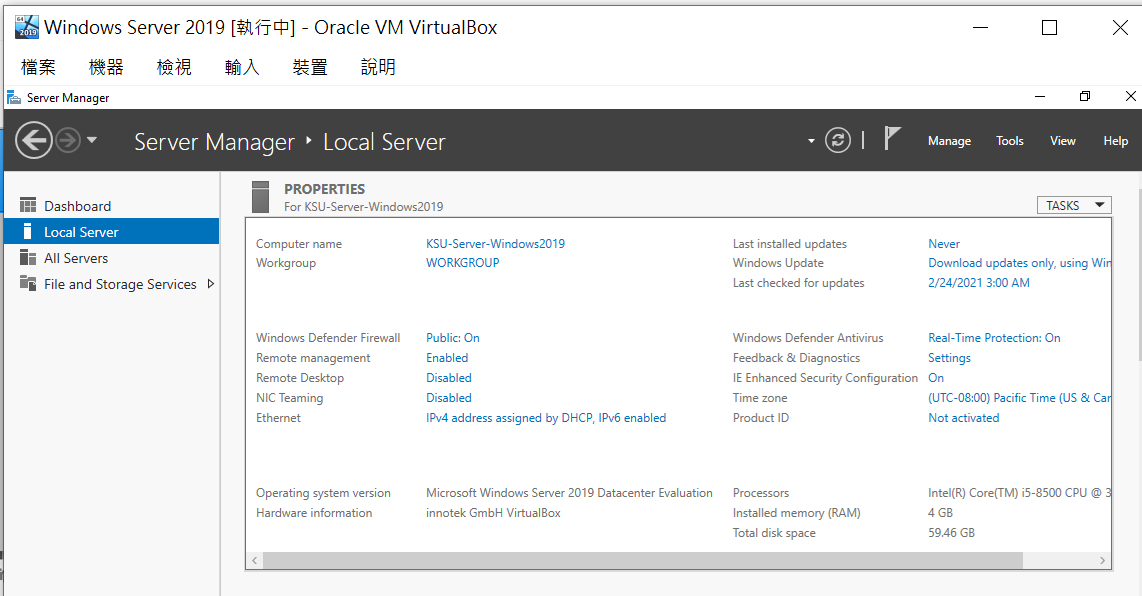 Windows Server 2019 [執行中] - Oracle VM VirtualBox
檔案 機器 檢視 輸入 裝置 說明
Server Manager
Server Manager Local Server
Manage Tools View Help
Dashboard
Local Server
All Servers
File and Storage Services
PROPERTIES
For KSU-Server-Windows2019
TASKS
Computer name KSU-Server-Windows2019 Last installed updates Never
Workgroup WORKGROUP Windows Update Download updates only, using Win
Last checked for updates 2/24/2021 3:00 AM
Windows Defender Firewall Public: On Windows Defender Antivirus Real-Time Protection: On
Remote management Enabled Feedback & Diagnostics Settings
Remote Desktop Disabled IE Enhanced Security Configuration On
NIC Teaming Disabled Time zone (UTC-08:00) Pacific Time (US & Can
Ethernet IPv4 address assigned by DHCP, IPv6 enabled Product ID Not activated
Operating system version Microsoft Windows Server 2019 Datacenter Evaluation Processors Intel(R) Core(TM) i5-8500 CPU @ 3
Hardware information innotek GmbH VirtualBox Installed memory (RAM) 4 GB
Total disk space 59.46 GB